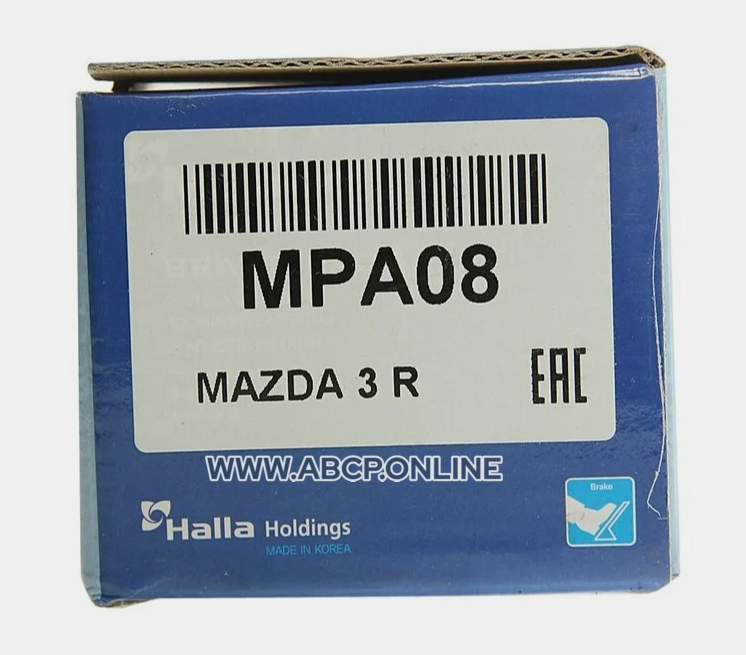 MPA08
MAZDA 3 R
EAC
WWW.ABCP.ONLINE
Brake
Halla Holdings
MADE IN KOREA